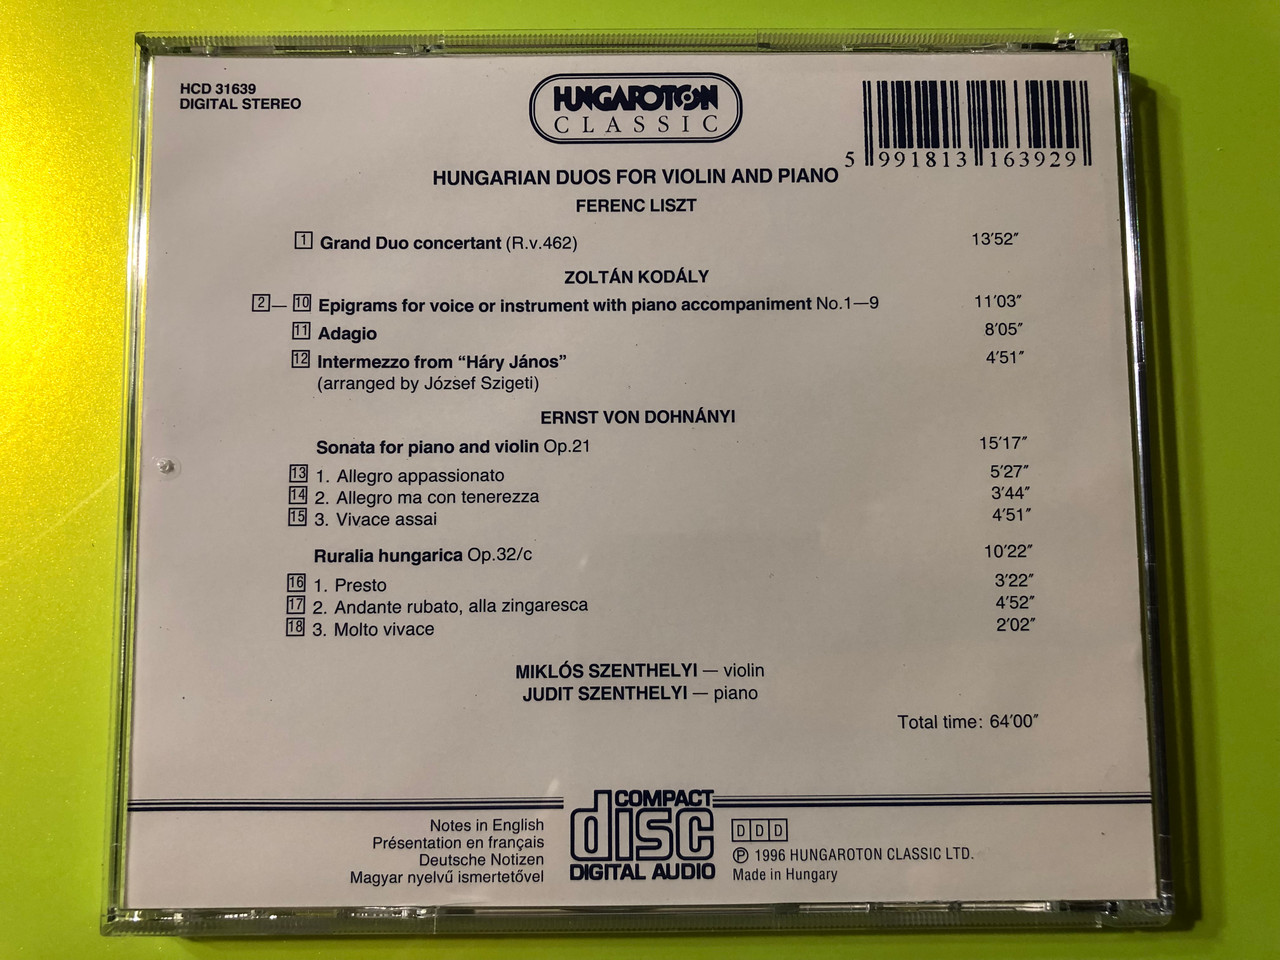 HCD 31639
DIGITAL STEREO
HUNGAROTON
CLASSIC
5 991813 163929
HUNGARIAN DUOS FOR VIOLIN AND PIANO
FERENC LISZT
1 Grand Duo concertant (R.v.462) 13′52″
ZOLTÁN KODÁLY
2 — 10 Epigrams for voice or instrument with piano accompaniment No.1—9 11′03″
11 Adagio 8′05″
12 Intermezzo from “Háry János” 4′51″
(arranged by József Szigeti)
ERNST VON DOHNÁNYI
Sonata for piano and violin Op.21 15′17″
13 1. Allegro appassionato 5′27″
14 2. Allegro ma con tenerezza 3′44″
15 3. Vivace assai 4′51″
Ruralia hungarica Op.32/c 10′22″
16 1. Presto 3′22″
17 2. Andante rubato, alla zingaresca 4′52″
18 3. Molto vivace 2′02″
MIKLÓS SZENTHELYI — violin
JUDIT SZENTHELYI — piano
Total time: 64′00″
Notes in English
Présentation en français
Deutsche Notizen
Magyar nyelvű ismertetővel
COMPACT
disc
DIGITAL AUDIO
DDD
℗ 1996 HUNGAROTON CLASSIC LTD.
Made in Hungary